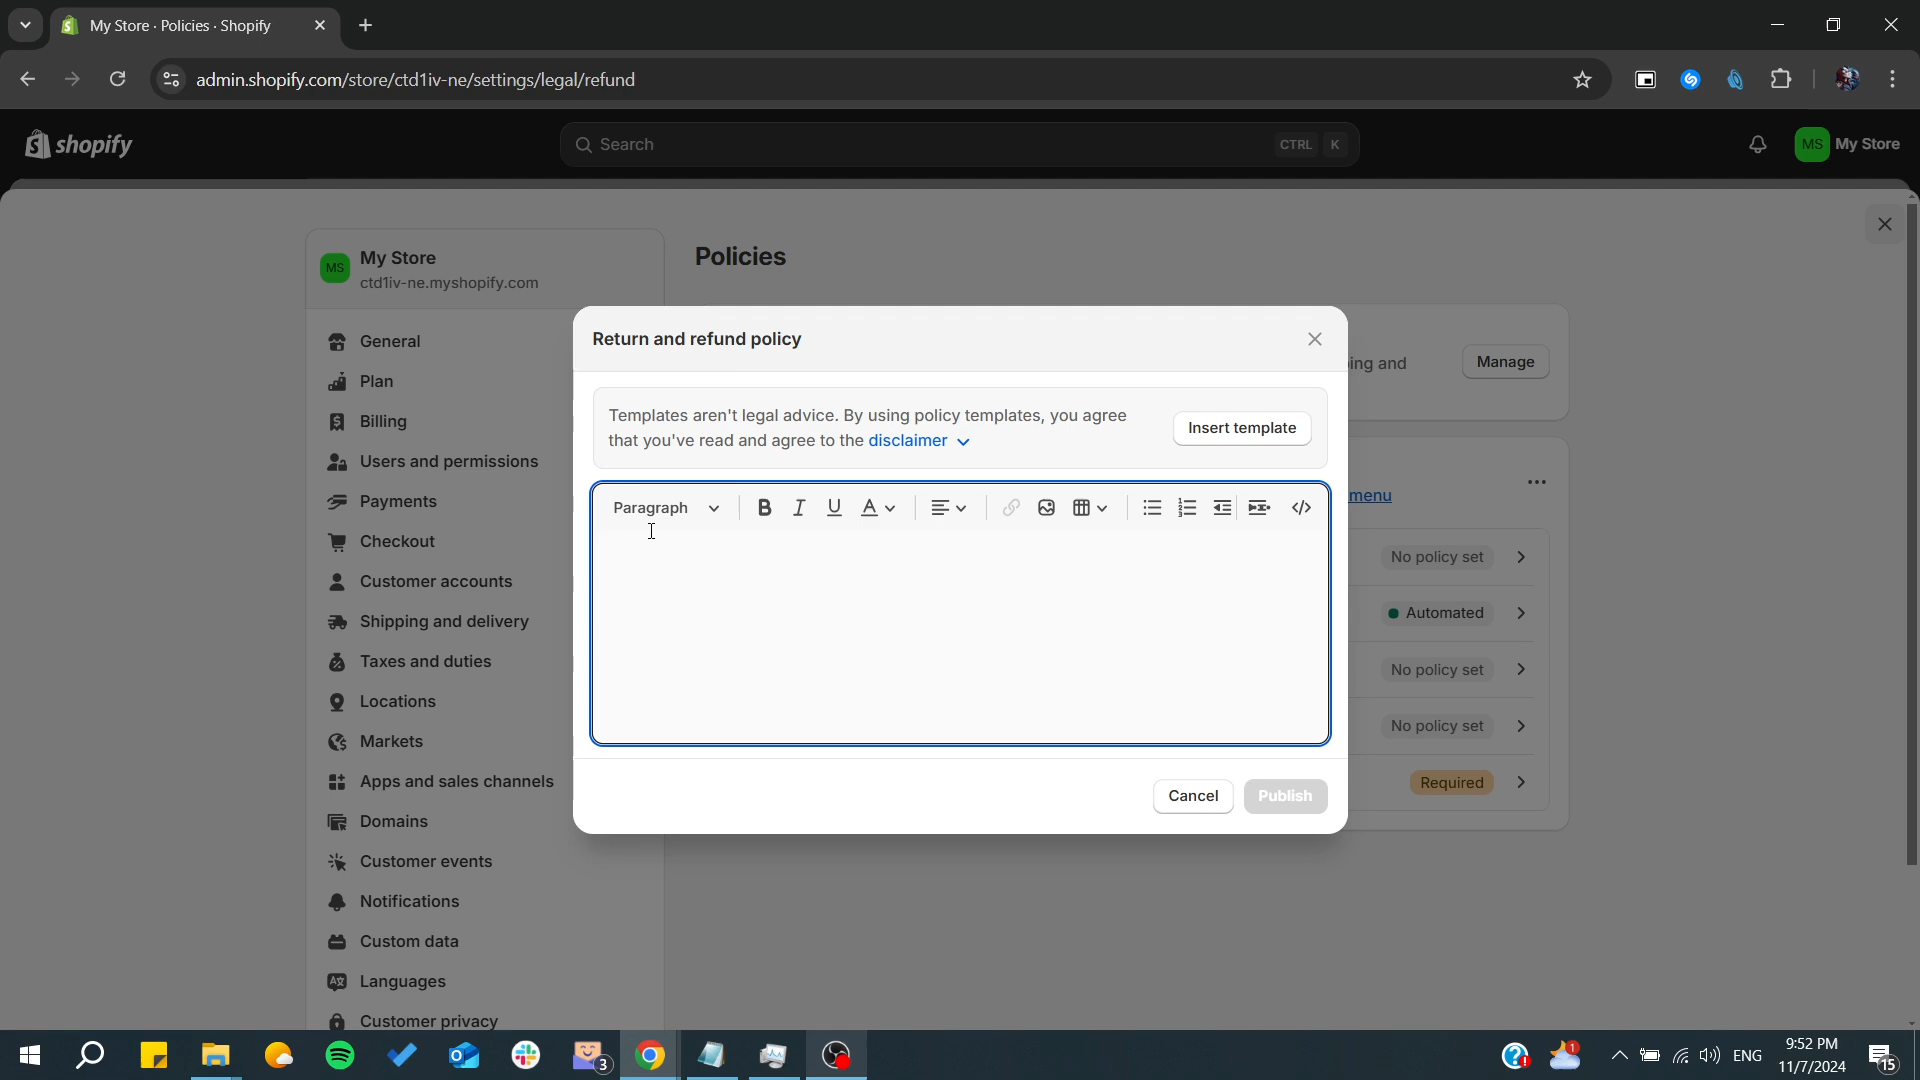 My Store · Policies · Shopify
admin.shopify.com/store/ctd1iv-ne/settings/legal/refund
shopify
Search
CTRL K
MS My Store
MS
My Store
ctd1iv-ne.myshopify.com
General
Plan
Billing
Users and permissions
Payments
Checkout
Customer accounts
Shipping and delivery
Taxes and duties
Locations
Markets
Apps and sales channels
Domains
Customer events
Notifications
Custom data
Languages
Customer privacy
Policies
ing and
Manage
menu
No policy set
Automated
No policy set
No policy set
Required
Return and refund policy
Templates aren't legal advice. By using policy templates, you agree
that you've read and agree to the disclaimer
Insert template
Paragraph
B I U A
Cancel
Publish
3
1
ENG
9:52 PM
11/7/2024
15